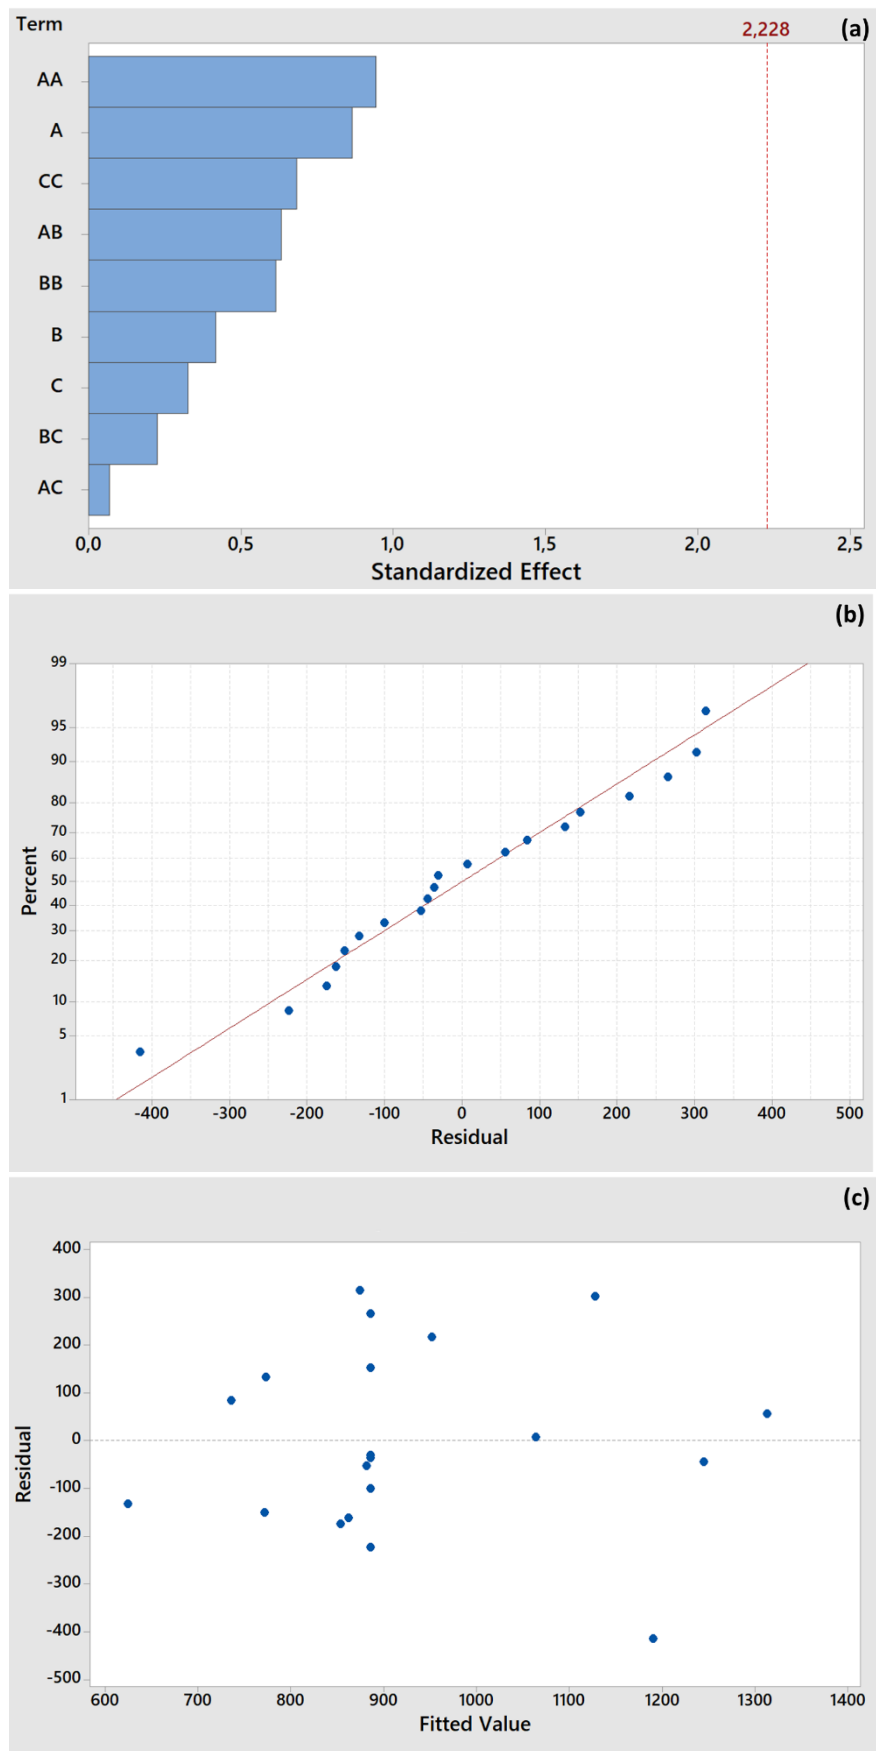 Term
(a)
2,228
AA
A
CC
AB
BB
B
C
BC
AC
0,0 0,5 1,0 1,5 2,0 2,5
Standardized Effect
(b)
99
95
90
80
70
60
50
40
30
20
10
5
1
Percent
-400 -300 -200 -100 0 100 200 300 400 500
Residual
(c)
400
300
200
100
0
-100
-200
-300
-400
-500
Residual
600 700 800 900 1000 1100 1200 1300 1400
Fitted Value